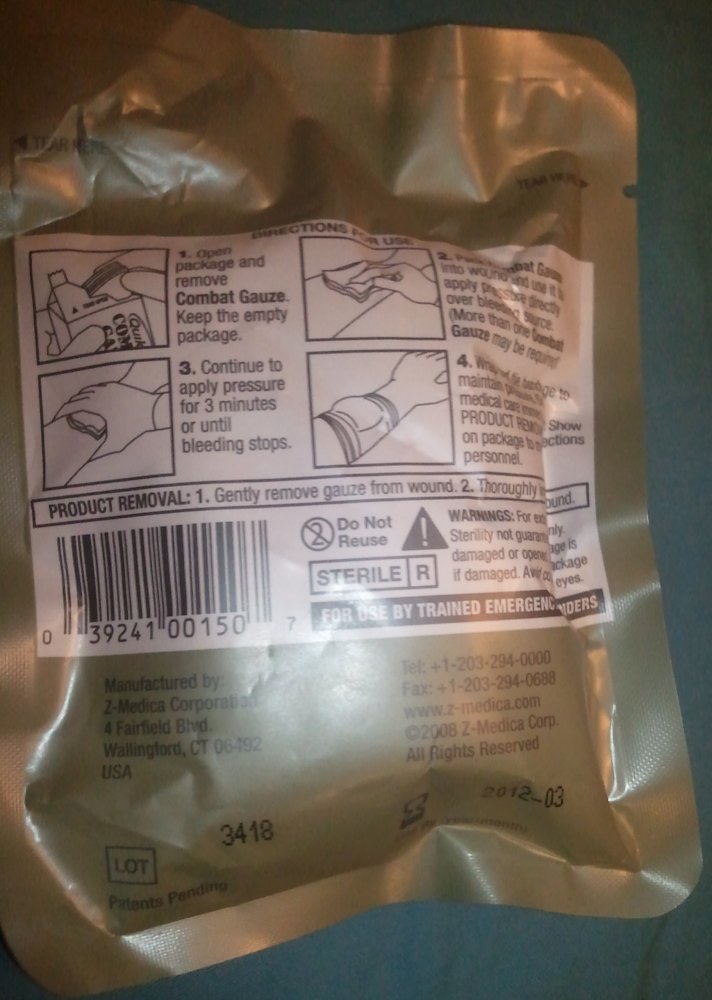 TEAR HERE
TEAR HERE
DIRECTIONS FOR USE
1. Open
package and
remove
Combat Gauze.
Keep the empty
package.
2. Combat Gauze
into wound and use it to
apply pressure directly
over bleeding source.
(More than one Combat
Gauze may be required
3. Continue to
apply pressure
for 3 minutes
or until
bleeding stops.
4. Wrap to
maintain
medical care
PRODUCT Show
on package to
personnel.
PRODUCT REMOVAL: 1. Gently remove gauze from wound. 2. Thoroughly wound.
Do Not
Reuse
STERILE R
WARNINGS: For
Sterility not
damaged or is
if damaged. package
eyes.
FOR USE BY TRAINED
0 39241 00150 7
Manufactured by:
Z-Medica Corporation
4 Fairfield Blvd.
Wallingford, CT 06492
USA
Tel: +1-203-294-0000
Fax: +1-203-294-0688
www.z-medica.com
©2008 Z-Medica Corp.
All Rights Reserved
3418
2012-03
LOT
Patents Pending